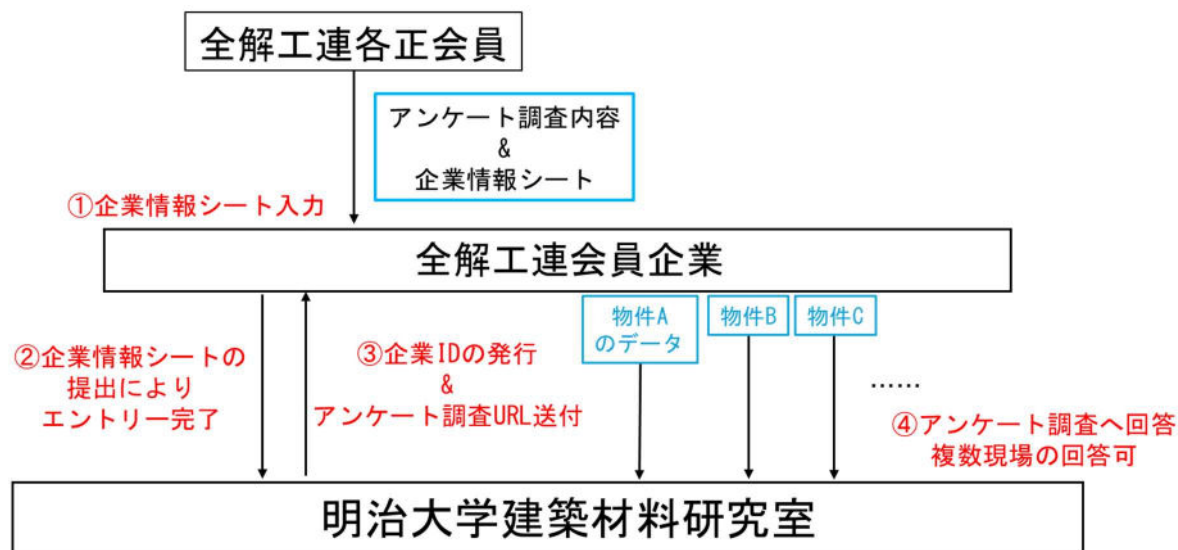 全解工連各正会員
アンケート調査内容
&
企業情報シート
①企業情報シート入力
全解工連会員企業
②企業情報シートの
提出により
エントリー完了
③企業IDの発行
&
アンケート調査URL送付
物件A
のデータ
物件B
物件C
……
④アンケート調査へ回答
複数現場の回答可
明治大学建築材料研究室